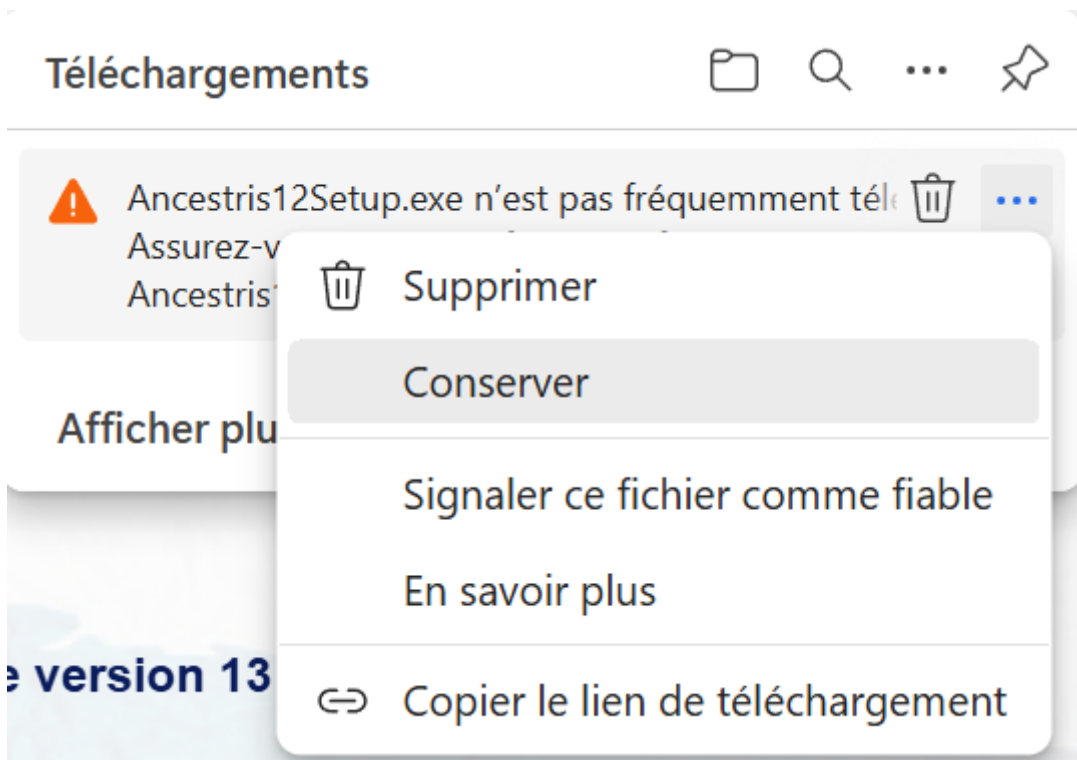 Téléchargements
Ancestris12Setup.exe n’est pas fréquemment
Assurez-v
Ancestris
Supprimer
Conserver
Afficher plu
Signaler ce fichier comme fiable
En savoir plus
e version 13
Copier le lien de téléchargement